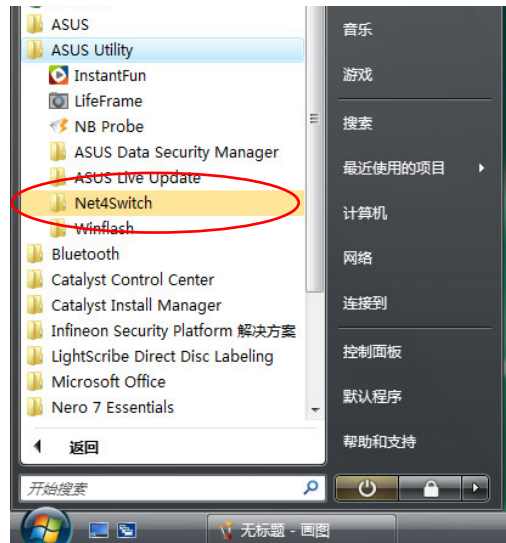 ASUS
ASUS Utility
InstantFun
LifeFrame
NB Probe
ASUS Data Security Manager
ASUS Live Update
Net4Switch
Winflash
Bluetooth
Catalyst Control Center
Catalyst Install Manager
Infineon Security Platform 解决方案
LightScribe Direct Disc Labeling
Microsoft Office
Nero 7 Essentials
返回
开始搜索
音乐
游戏
搜索
最近使用的项目
计算机
网络
连接到
控制面板
默认程序
帮助和支持
无标题 - 画图